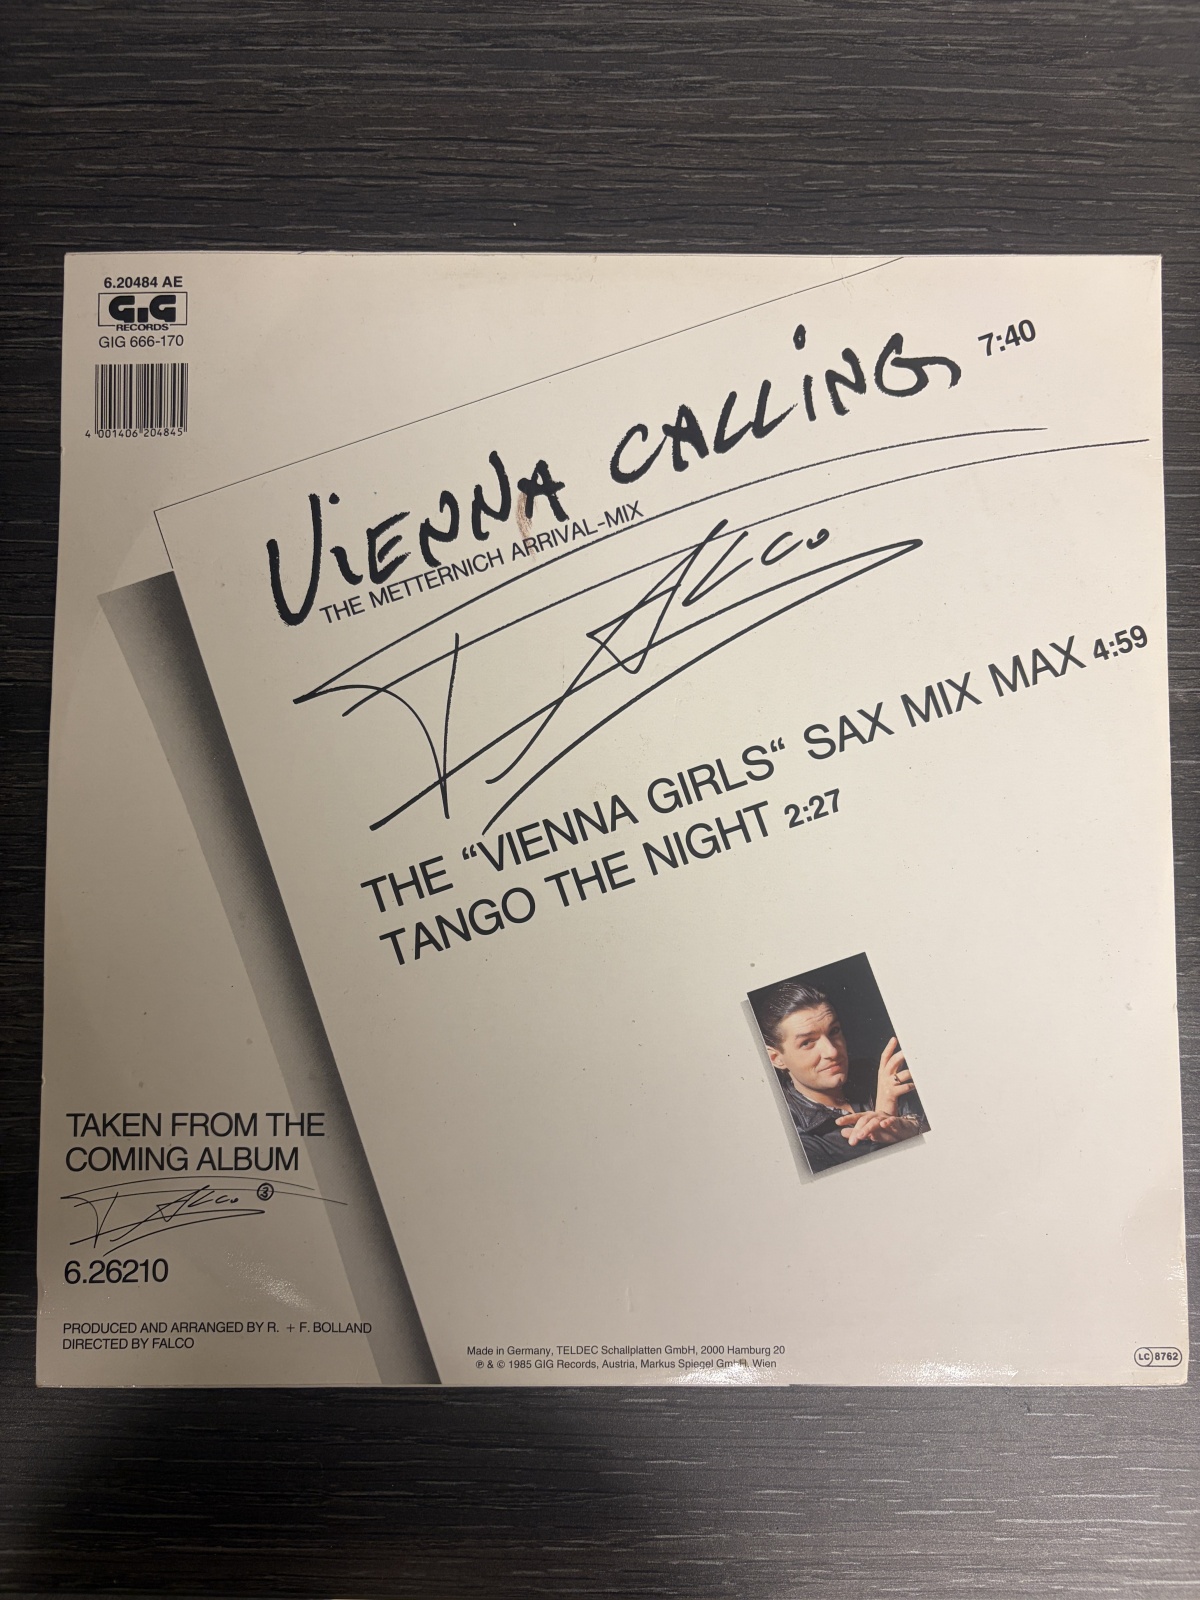 6.20484 AE
GiG
RECORDS
GIG 666-170
4 001406 204845
ViENNA CALLiNG 7:40
THE METTERNICH ARRIVAL-MIX
FALCO
THE “VIENNA GIRLS“ SAX MIX MAX 4:59
TANGO THE NIGHT 2:27
TAKEN FROM THE
COMING ALBUM
FALCO 3
6.26210
PRODUCED AND ARRANGED BY R. + F. BOLLAND
DIRECTED BY FALCO
Made in Germany, TELDEC Schallplatten GmbH, 2000 Hamburg 20
℗ & © 1985 GIG Records, Austria, Markus Spiegel GmbH, Wien
LC 8762